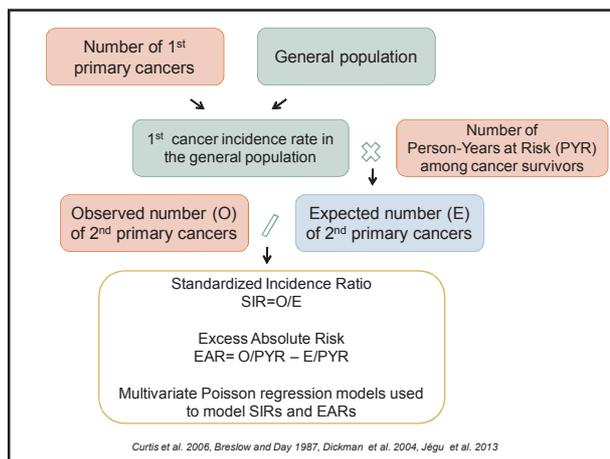 Number of 1st
primary cancers
General population
1st cancer incidence rate in
the general population
Number of
Person-Years at Risk (PYR)
among cancer survivors
Observed number (O)
of 2nd primary cancers
Expected number (E)
of 2nd primary cancers
Standardized Incidence Ratio
SIR=O/E
Excess Absolute Risk
EAR= O/PYR – E/PYR
Multivariate Poisson regression models used
to model SIRs and EARs
Curtis et al. 2006, Breslow and Day 1987, Dickman et al. 2004, Jégu et al. 2013